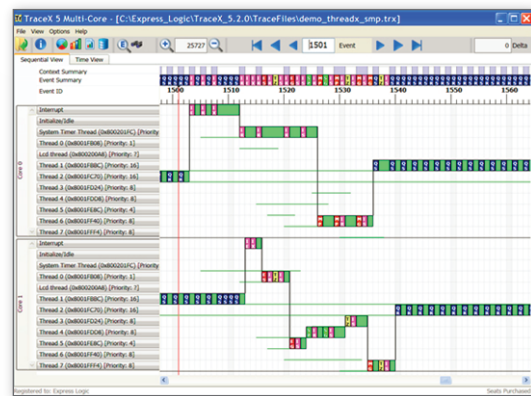 TraceX 5 Multi-Core - [C:\Express_Logic\TraceX_5.2.0\TraceFiles\demo_threadx_smp.trx]
File View Options Help
25727 1501 Event 0 Delta
Sequential View Time View
Context Summary
Event Summary
Event ID
1500 1510 1520 1530 1540 1550 1560
Core 0
Interrupt
Initialize/Idle
System Timer Thread (0x800201FC) [Priority
Thread 0 (0x8001FB08) [Priority: 1]
Lcd thread (0x800200A8) [Priority: ?]
Thread 1 (0x8001FBBC) [Priority: 16]
Thread 2 (0x8001FC70) [Priority: 16]
Thread 3 (0x8001FD24) [Priority: 8]
Thread 4 (0x8001FDD8) [Priority: 8]
Thread 5 (0x8001FE8C) [Priority: 4]
Thread 6 (0x8001FF40) [Priority: 8]
Thread 7 (0x8001FFF4) [Priority: 8]
Core 1
Interrupt
Initialize/Idle
System Timer Thread (0x800201FC) [Priority
Thread 0 (0x8001FB08) [Priority: 1]
Lcd thread (0x800200A8) [Priority: ?]
Thread 1 (0x8001FBBC) [Priority: 16]
Thread 2 (0x8001FC70) [Priority: 16]
Thread 3 (0x8001FD24) [Priority: 8]
Thread 4 (0x8001FDD8) [Priority: 8]
Thread 5 (0x8001FE8C) [Priority: 4]
Thread 6 (0x8001FF40) [Priority: 8]
Thread 7 (0x8001FFF4) [Priority: 8]
Registered to: Express Logic Seats Purchased